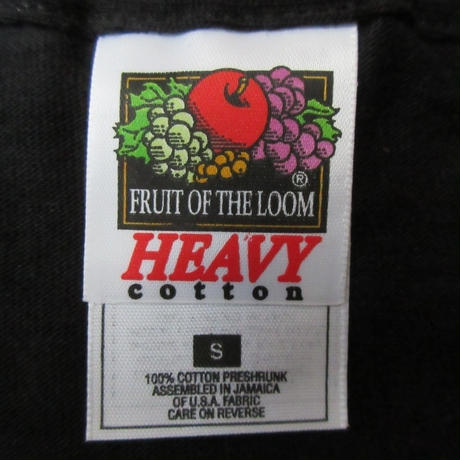 ®
FRUIT OF THE LOOM
HEAVY
cotton
S
100% COTTON PRESHRUNK
ASSEMBLED IN JAMAICA
OF U.S.A. FABRIC
CARE ON REVERSE